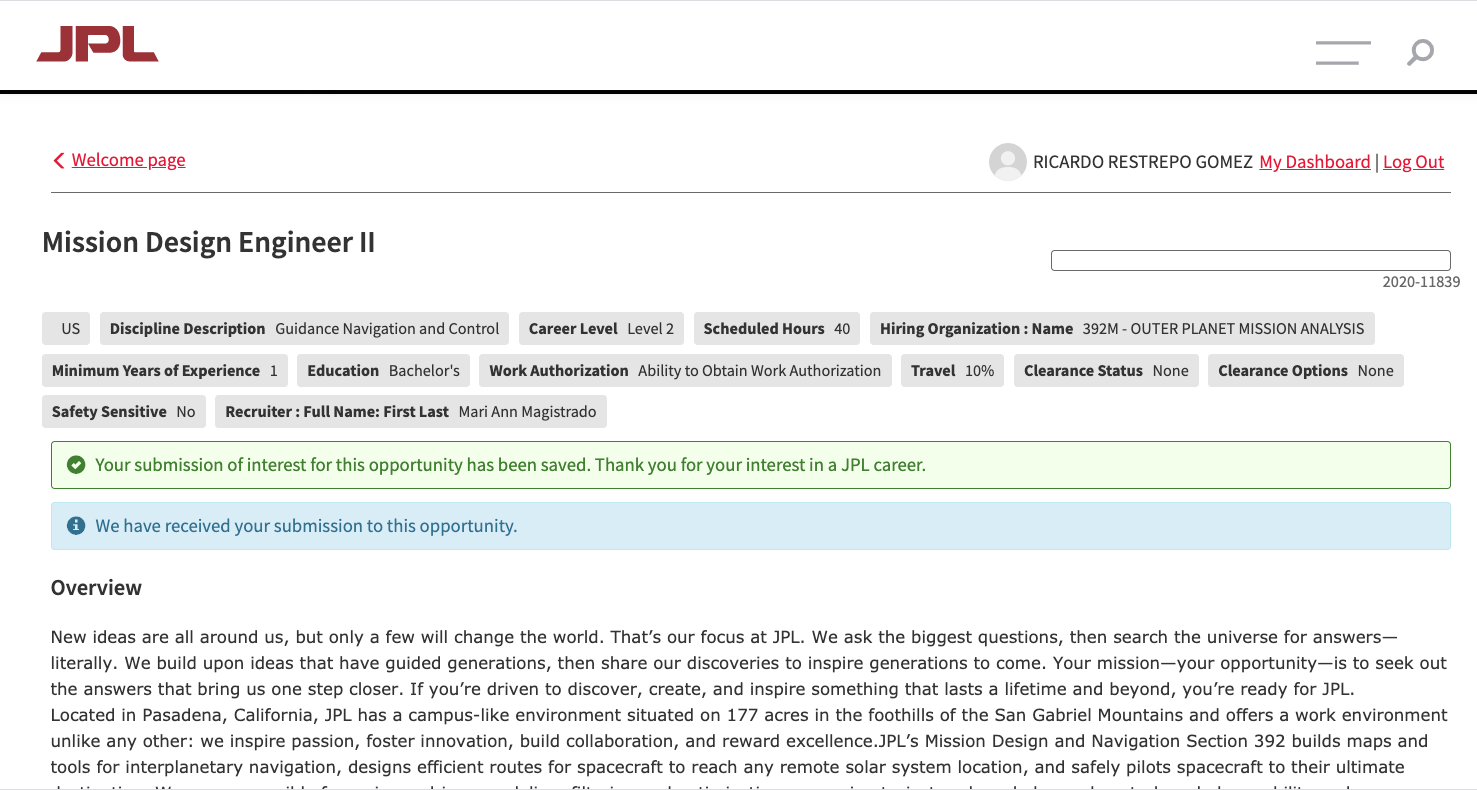 JPL
Welcome page
RICARDO RESTREPO GOMEZ My Dashboard | Log Out
Mission Design Engineer II
2020-11839
US Discipline Description Guidance Navigation and Control Career Level Level 2 Scheduled Hours 40 Hiring Organization : Name 392M - OUTER PLANET MISSION ANALYSIS
Minimum Years of Experience 1 Education Bachelor's Work Authorization Ability to Obtain Work Authorization Travel 10% Clearance Status None Clearance Options None
Safety Sensitive No Recruiter : Full Name: First Last Mari Ann Magistrado
Your submission of interest for this opportunity has been saved. Thank you for your interest in a JPL career.
We have received your submission to this opportunity.
Overview
New ideas are all around us, but only a few will change the world. That’s our focus at JPL. We ask the biggest questions, then search the universe for answers—
literally. We build upon ideas that have guided generations, then share our discoveries to inspire generations to come. Your mission—your opportunity—is to seek out
the answers that bring us one step closer. If you’re driven to discover, create, and inspire something that lasts a lifetime and beyond, you’re ready for JPL.
Located in Pasadena, California, JPL has a campus-like environment situated on 177 acres in the foothills of the San Gabriel Mountains and offers a work environment
unlike any other: we inspire passion, foster innovation, build collaboration, and reward excellence.JPL’s Mission Design and Navigation Section 392 builds maps and
tools for interplanetary navigation, designs efficient routes for spacecraft to reach any remote solar system location, and safely pilots spacecraft to their ultimate